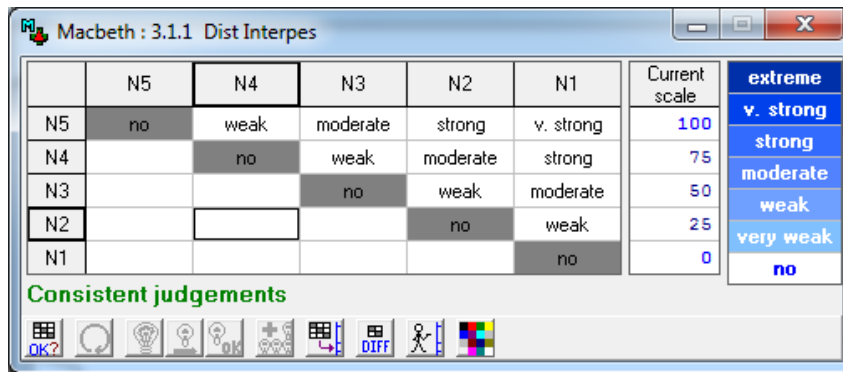 Macbeth : 3.1.1 Dist Interpes
N5 N4 N3 N2 N1 Current scale
N5 no weak moderate strong v. strong 100
N4 no weak moderate strong 75
N3 no weak moderate 50
N2 no weak 25
N1 no 0
extreme
v. strong
strong
moderate
weak
very weak
no
Consistent judgements
OK? OK DIFF